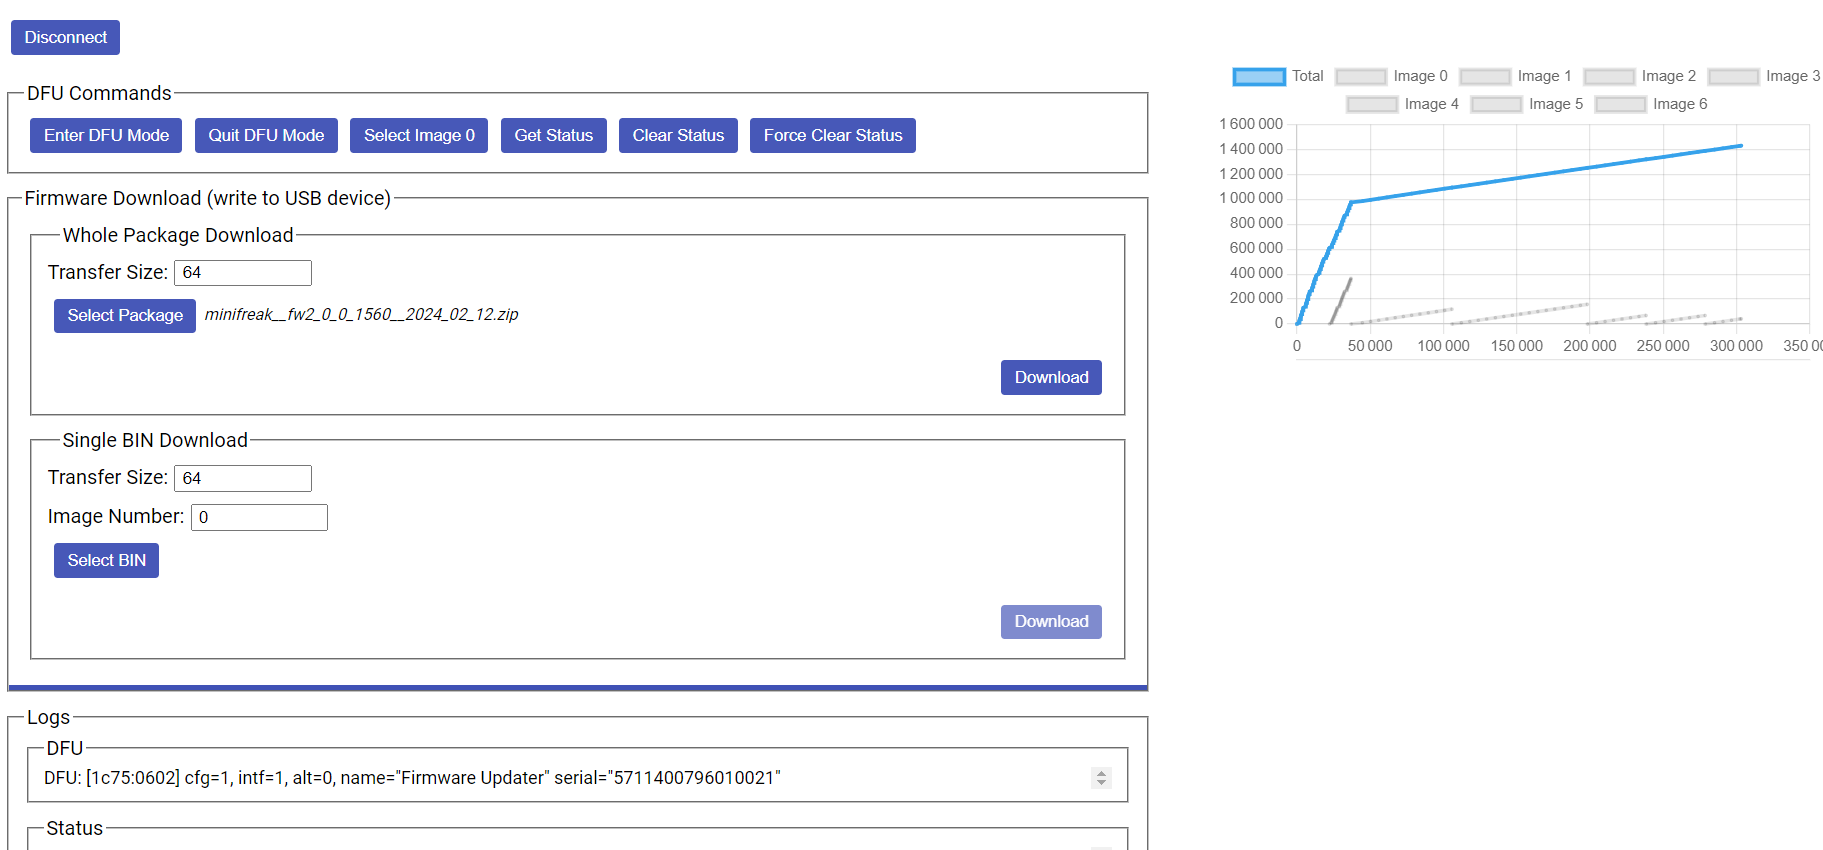 Disconnect
DFU Commands
Enter DFU Mode Quit DFU Mode Select Image 0 Get Status Clear Status Force Clear Status
Firmware Download (write to USB device)
Whole Package Download
Transfer Size: 64
Select Package minifreak__fw2_0_0_1560__2024_02_12.zip
Download
Single BIN Download
Transfer Size: 64
Image Number: 0
Select BIN
Download
Logs
DFU
DFU: [1c75:0602] cfg=1, intf=1, alt=0, name="Firmware Updater" serial="5711400796010021"
Status
Total Image 0 Image 1 Image 2 Image 3
Image 4 Image 5 Image 6
1 600 000
1 400 000
1 200 000
1 000 000
800 000
600 000
400 000
200 000
0
0 50 000 100 000 150 000 200 000 250 000 300 000 350 0